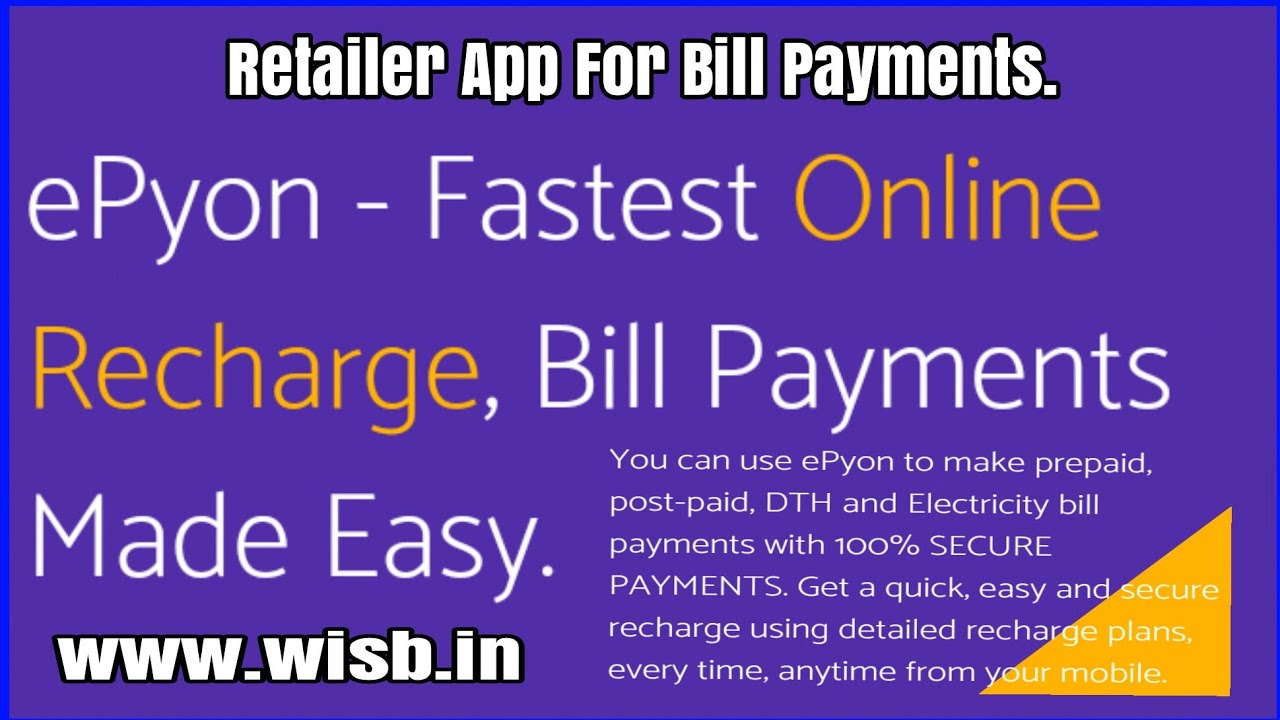 Retailer App For Bill Payments.
ePyon - Fastest Online
Recharge, Bill Payments
Made Easy.
You can use ePyon to make prepaid,
post-paid, DTH and Electricity bill
payments with 100% SECURE
PAYMENTS. Get a quick, easy and secure
recharge using detailed recharge plans,
every time, anytime from your mobile.
www.wisb.in